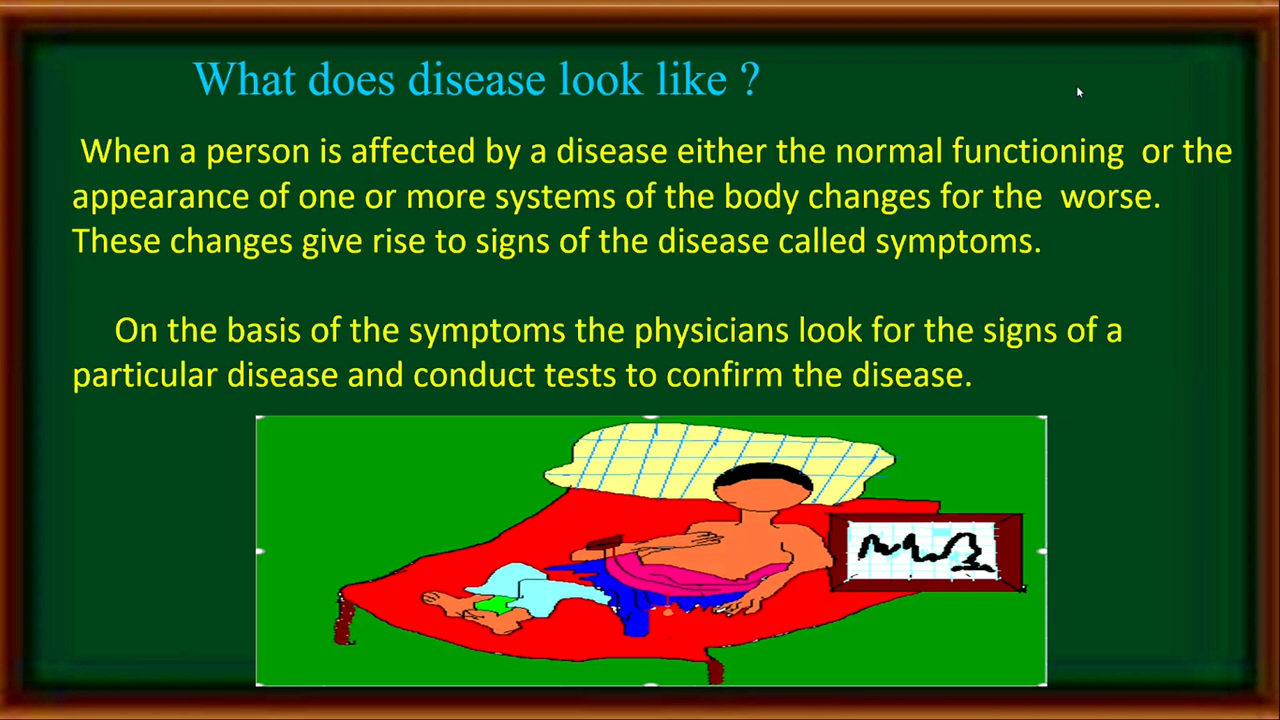 What does disease look like ?
When a person is affected by a disease either the normal functioning or the
appearance of one or more systems of the body changes for the worse.
These changes give rise to signs of the disease called symptoms.
On the basis of the symptoms the physicians look for the signs of a
particular disease and conduct tests to confirm the disease.